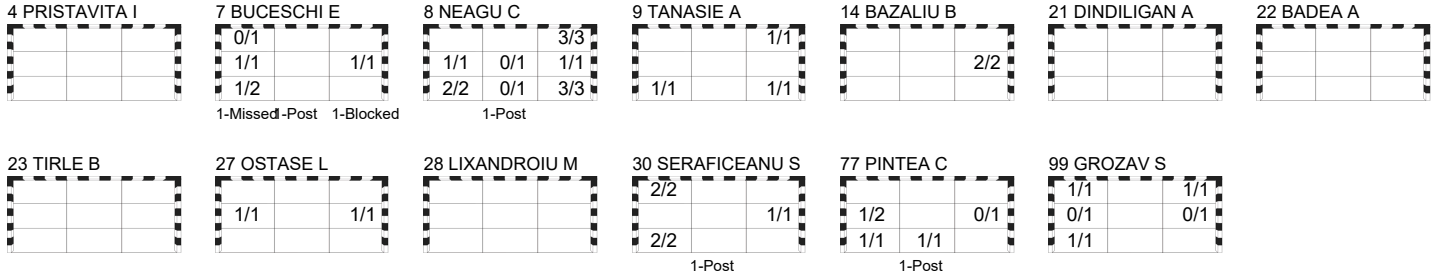 4 PRISTAVITA I 7 BUCESCHI E 8 NEAGU C 9 TANASIE A 14 BAZALIU B 21 DINDILIGAN A 22 BADEA A
0/1 3/3 1/1
1/1 1/1 1/1 0/1 1/1 2/2
1/2 2/2 0/1 3/3 1/1 1/1
1-Missed 1-Post 1-Blocked 1-Post
23 TIRLE B 27 OSTASE L 28 LIXANDROIU M 30 SERAFICEANU S 77 PINTEA C 99 GROZAV S
2/2 1/1 1/1
1/1 1/1 1/1 1/2 0/1 0/1 0/1
2/2 1/1 1/1 1/1
1-Post 1-Post